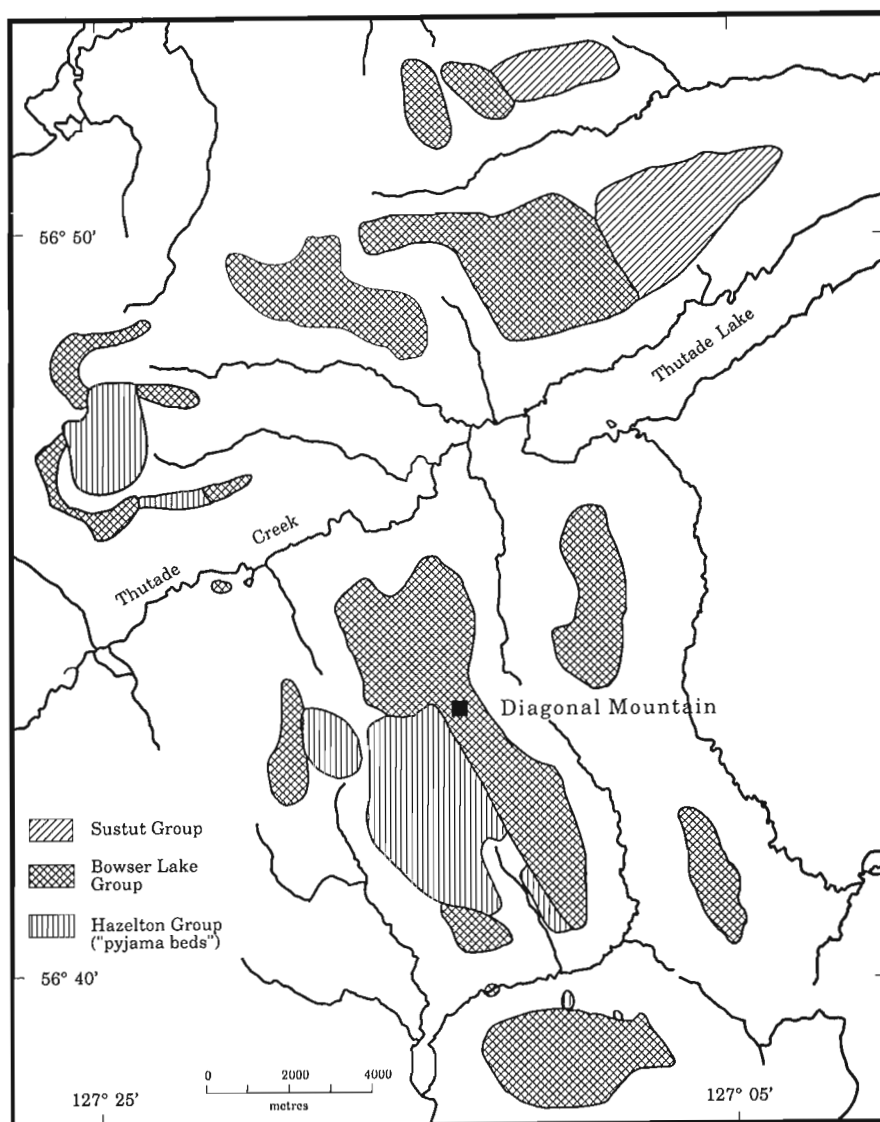 56° 50'
Thutade Lake
Thutade Creek
Diagonal Mountain
Sustut Group
Bowser Lake
Group
Hazelton Group
("pyjama beds")
56° 40'
0 2000 4000
metres
127° 25'
127° 05'